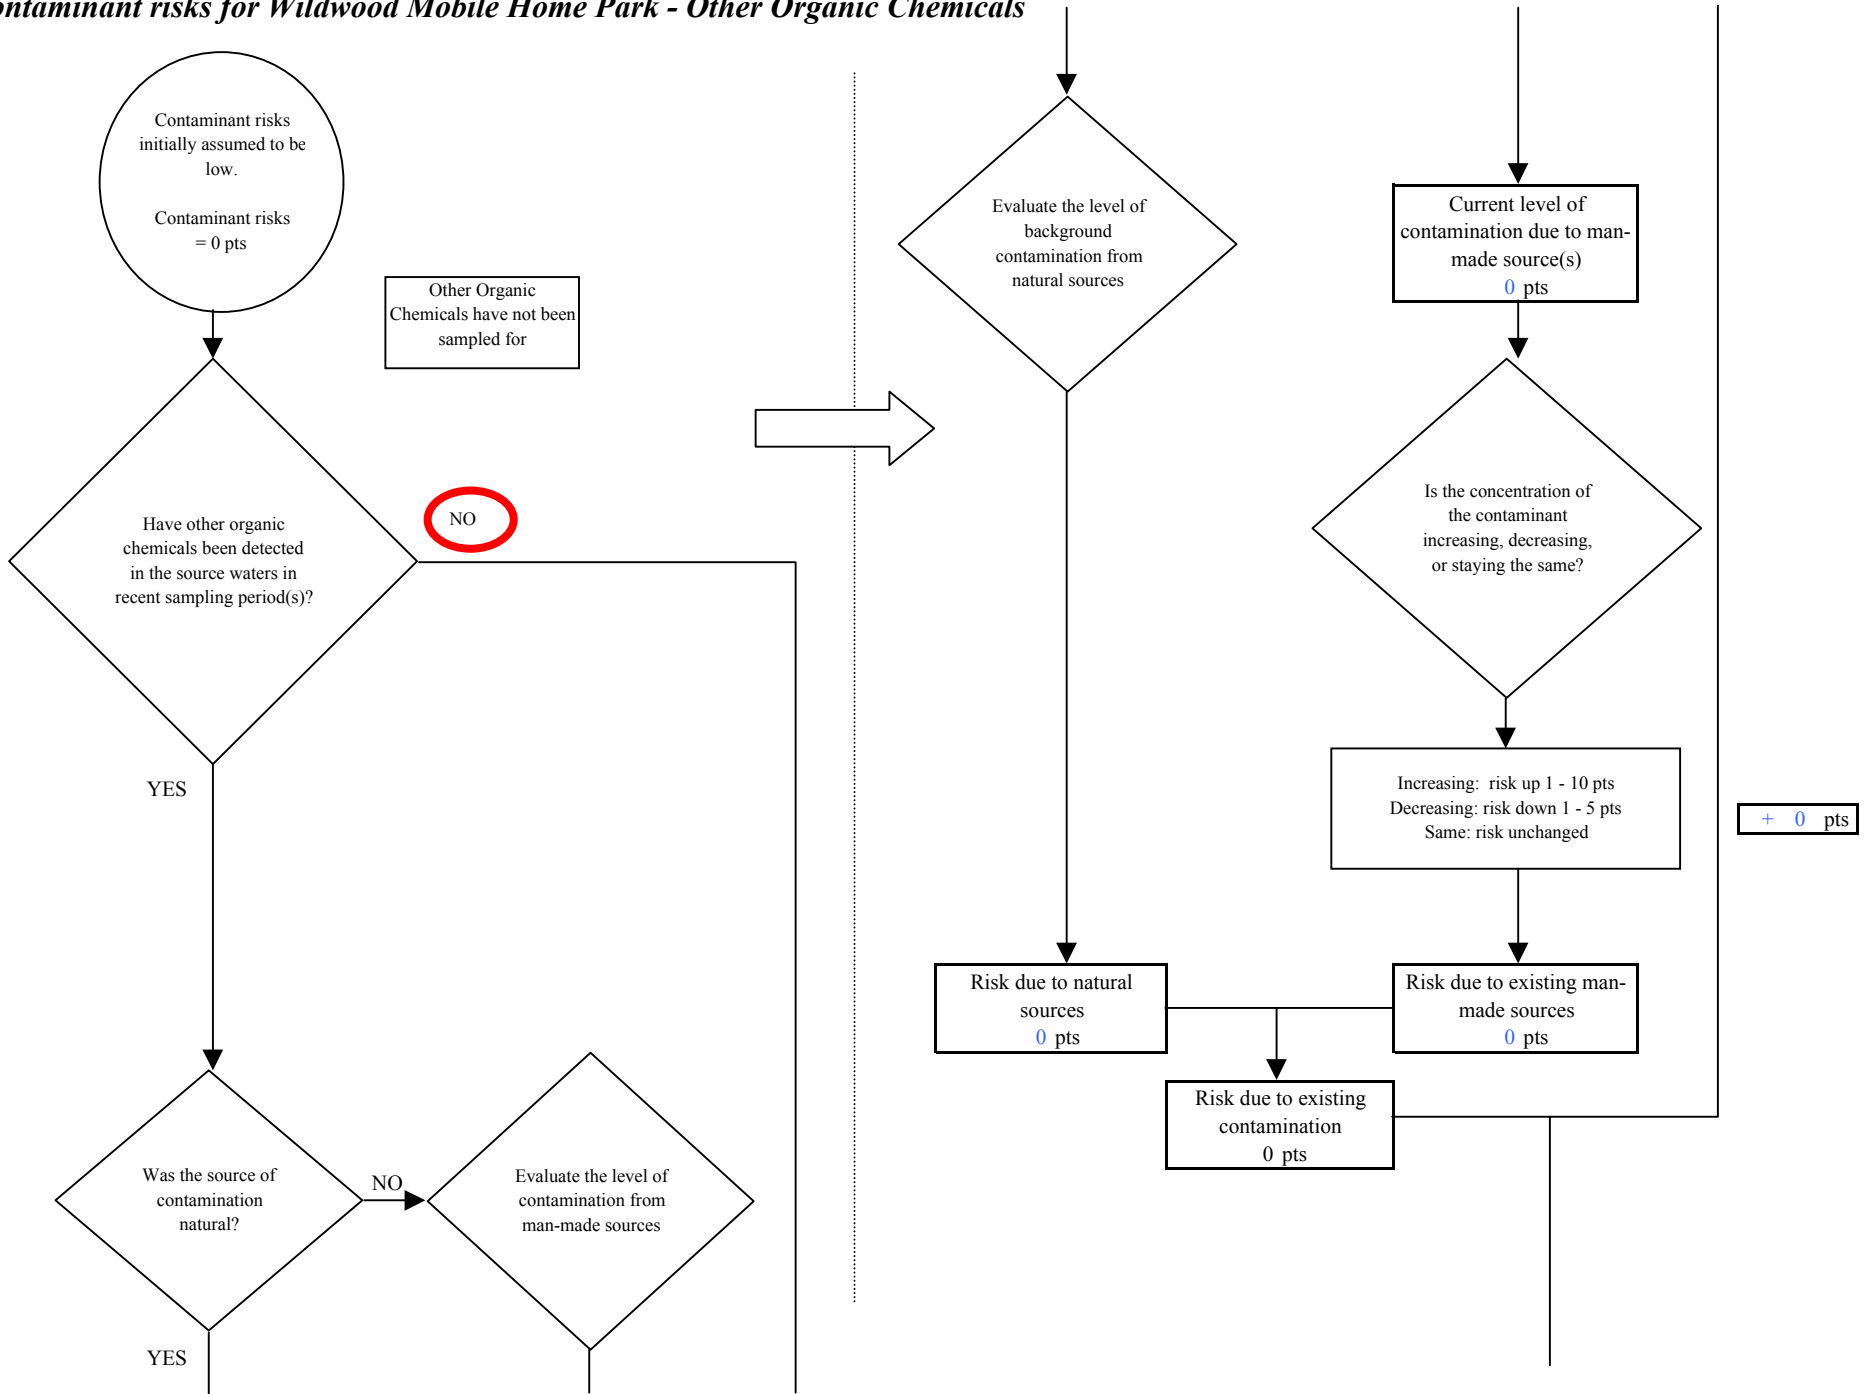 ontaminant risks for Wildwood Mobile Home Park - Other Organic Chemicals
Contaminant risks
initially assumed to be
low.
Contaminant risks
= 0 pts
Other Organic
Chemicals have not been
sampled for
Have other organic
chemicals been detected
in the source waters in
recent sampling period(s)?
NO
YES
Was the source of
contamination
natural?
NO
Evaluate the level of
contamination from
man-made sources
YES
Evaluate the level of
background
contamination from
natural sources
Current level of
contamination due to man-
made source(s)
0 pts
Is the concentration of
the contaminant
increasing, decreasing,
or staying the same?
Increasing: risk up 1 - 10 pts
Decreasing: risk down 1 - 5 pts
Same: risk unchanged
+ 0 pts
Risk due to natural
sources
0 pts
Risk due to existing man-
made sources
0 pts
Risk due to existing
contamination
0 pts